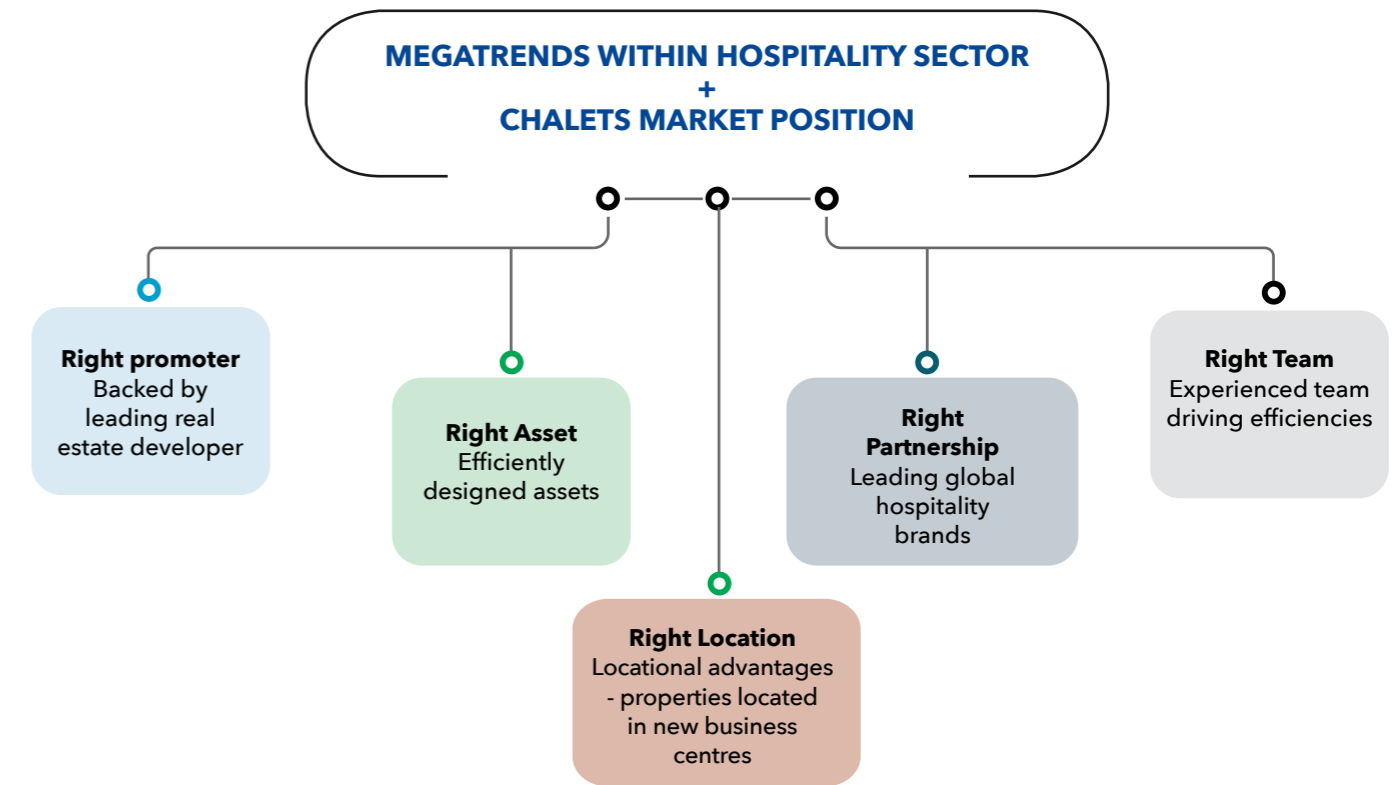 MEGATRENDS WITHIN HOSPITALITY SECTOR
+
CHALETS MARKET POSITION
Right promoter
Backed by
leading real
estate developer
Right Asset
Efficiently
designed assets
Right Location
Locational advantages
- properties located
in new business
centres
Right
Partnership
Leading global
hospitality
brands
Right Team
Experienced team
driving efficiencies